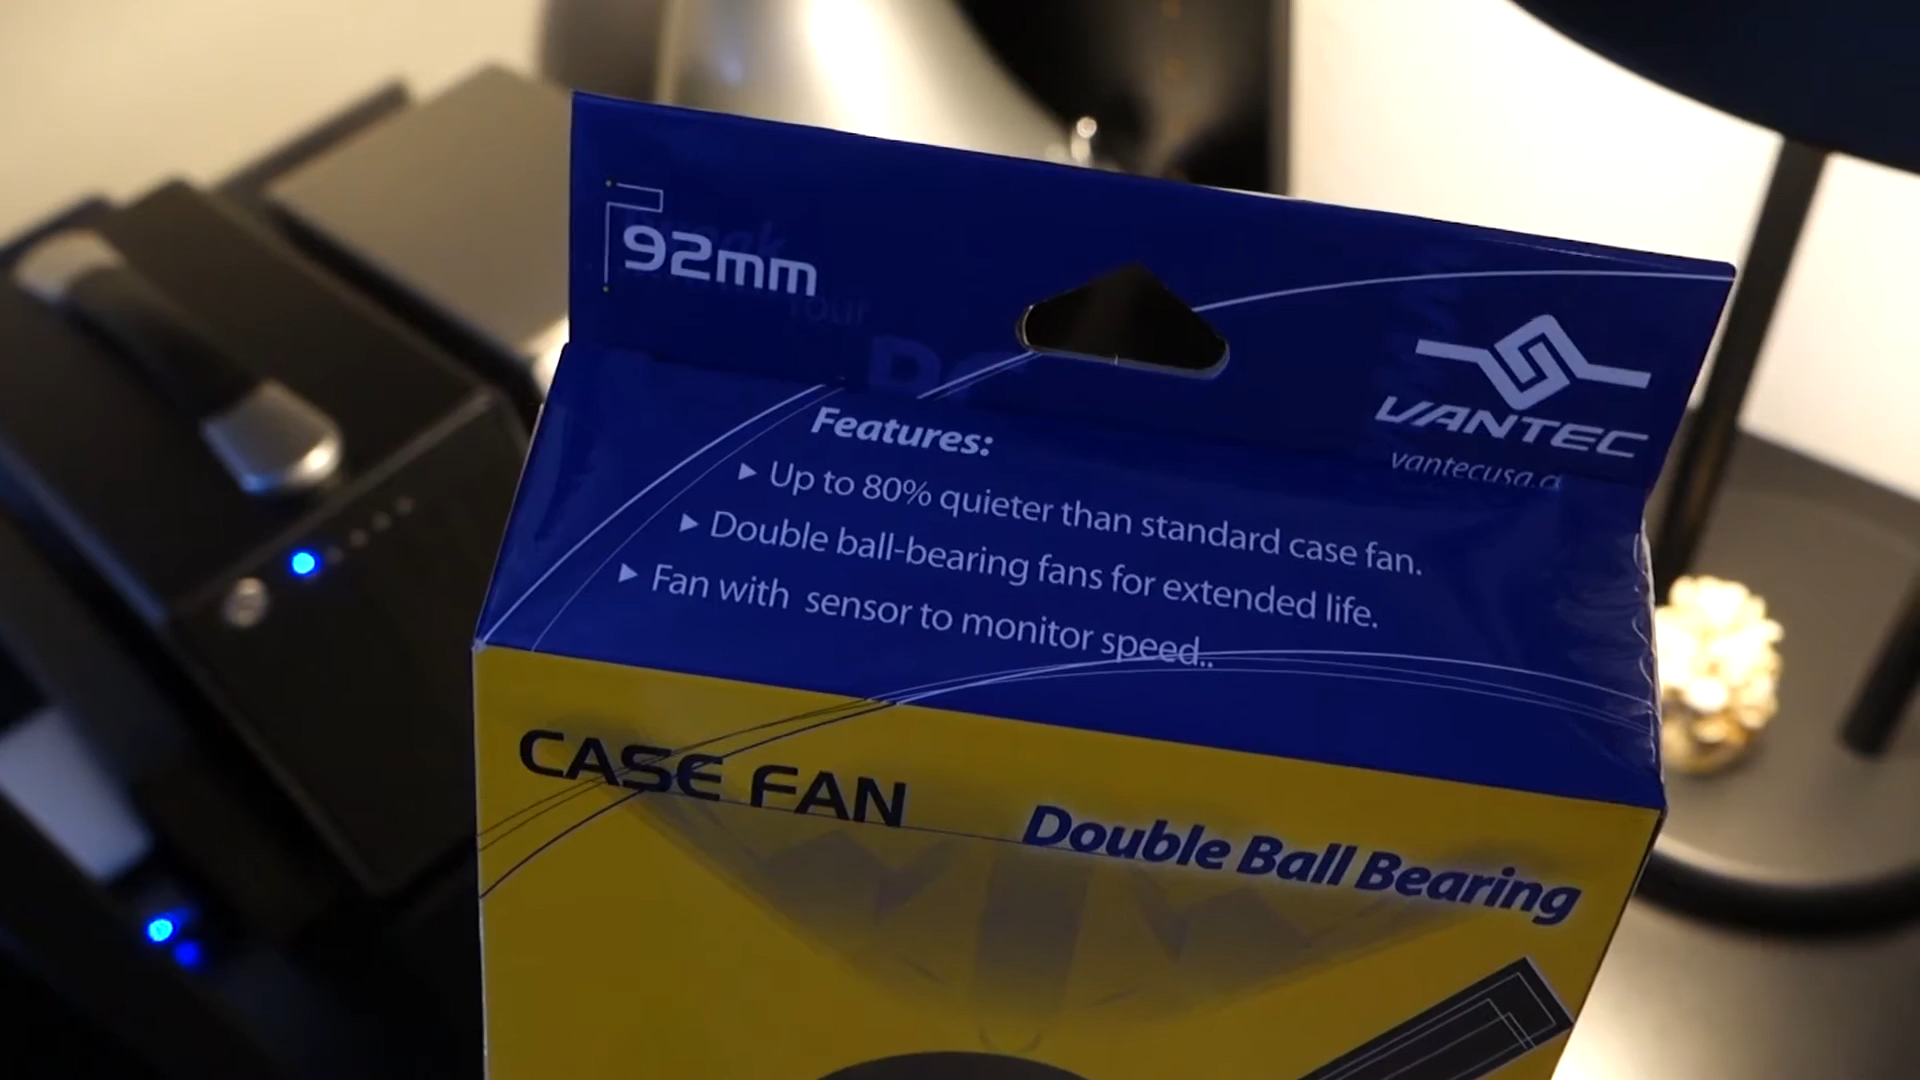 92mm
VANTEC
vantecusa.c
Features:
▶ Up to 80% quieter than standard case fan.
▶ Double ball-bearing fans for extended life.
▶ Fan with sensor to monitor speed..
CASE FAN
Double Ball Bearing